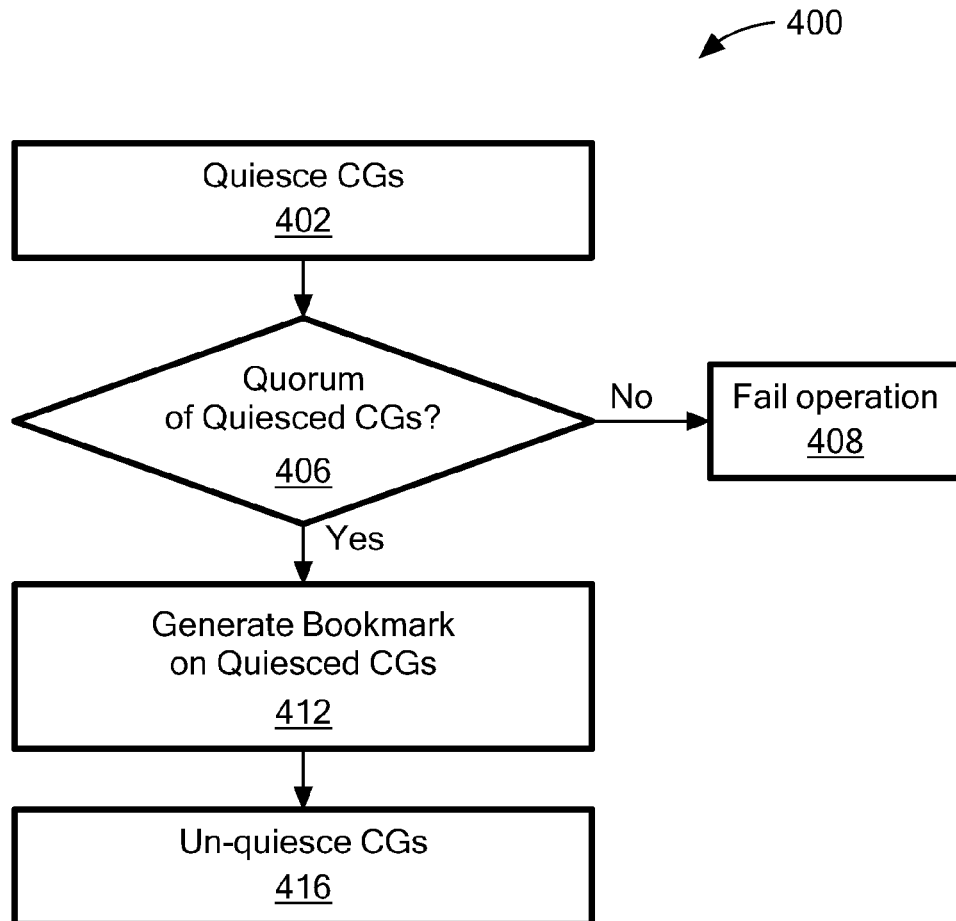 400
Quiesce CGs
402
Quorum
of Quiesced CGs?
406
No
Fail operation
408
Yes
Generate Bookmark
on Quiesced CGs
412
Un-quiesce CGs
416